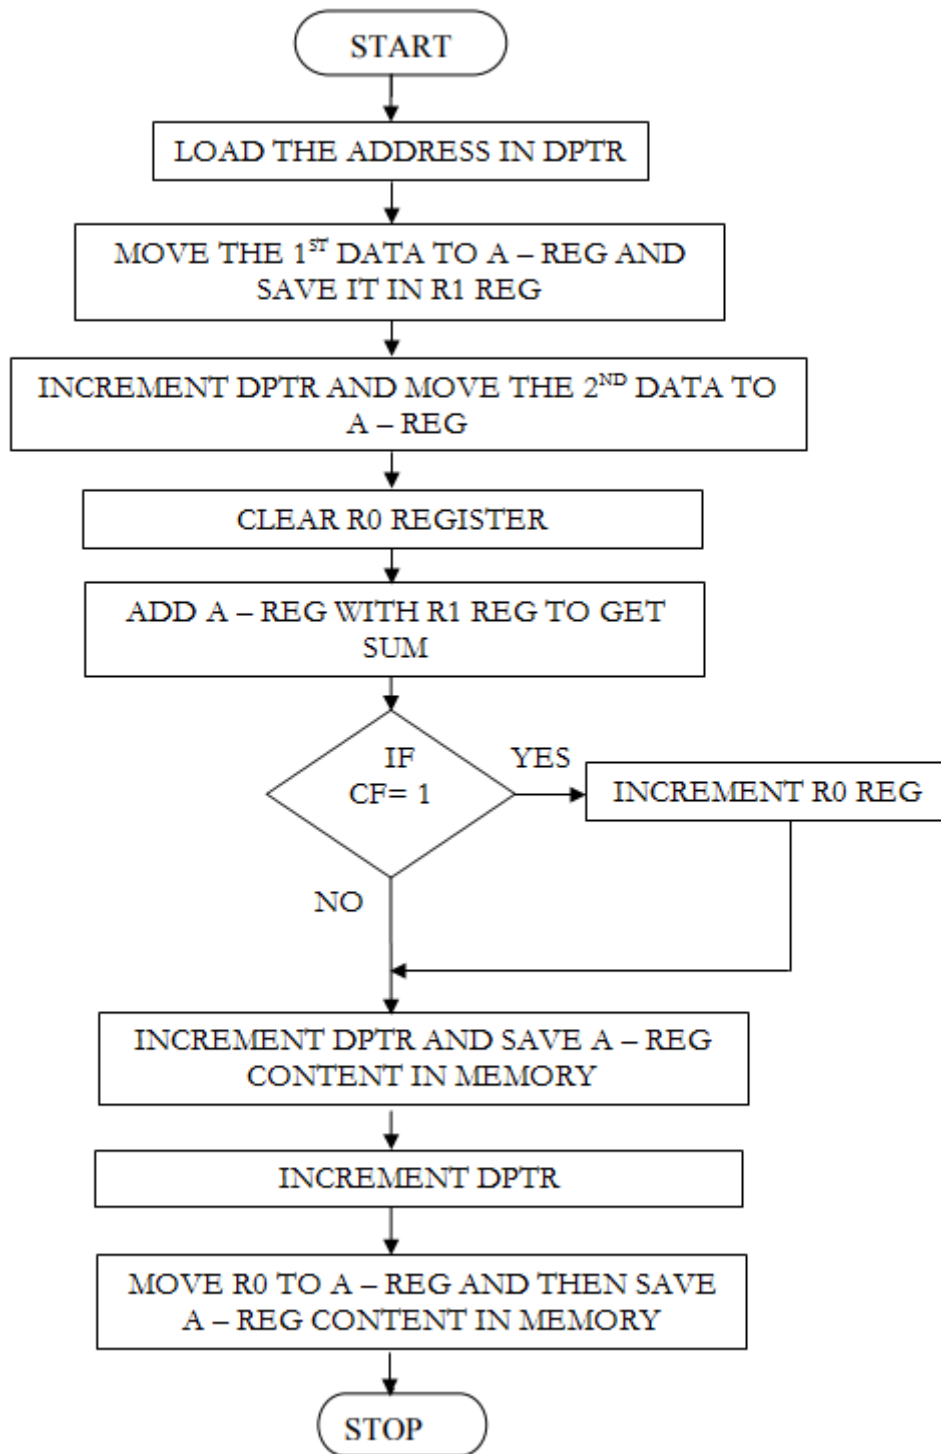 START
LOAD THE ADDRESS IN DPTR
MOVE THE 1ST DATA TO A – REG AND
SAVE IT IN R1 REG
INCREMENT DPTR AND MOVE THE 2ND DATA TO
A – REG
CLEAR R0 REGISTER
ADD A – REG WITH R1 REG TO GET
SUM
IF
CF= 1
YES
INCREMENT R0 REG
NO
INCREMENT DPTR AND SAVE A – REG
CONTENT IN MEMORY
INCREMENT DPTR
MOVE R0 TO A – REG AND THEN SAVE
A – REG CONTENT IN MEMORY
STOP